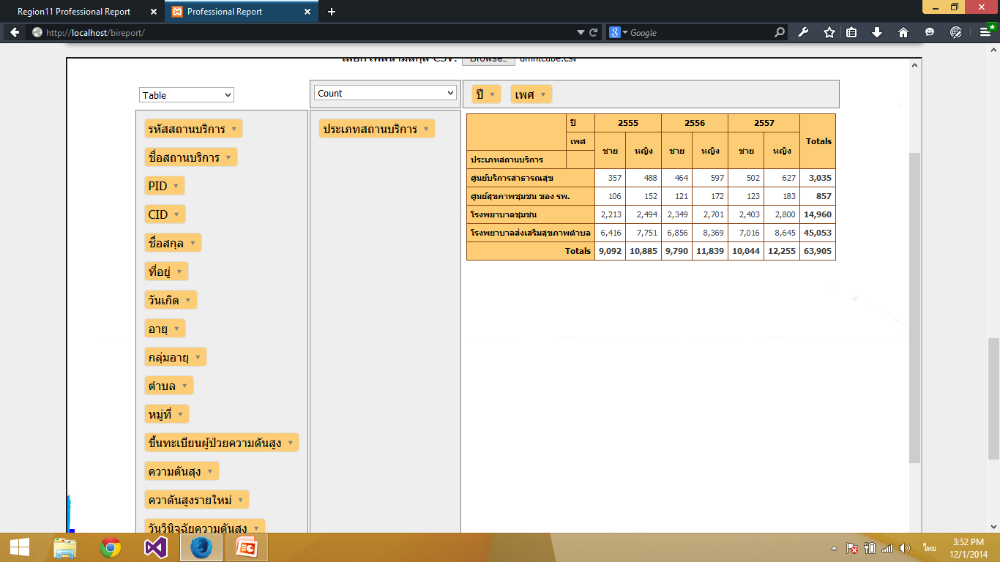 Region11 Professional Report
Professional Report
http://localhost/bireport/
Google
Browse…
Table
Count
ปี
เพศ
รหัสสถานบริการ
ชื่อสถานบริการ
PID
CID
ชื่อสกุล
ที่อยู่
วันเกิด
อายุ
กลุ่มอายุ
ตำบล
หมู่ที่
ขึ้นทะเบียนผู้ป่วยความดันสูง
ความดันสูง
ควาดันสูงรายใหม่
วันวินิจฉัยความดันสูง
ประเภทสถานบริการ
ปี 2555 2556 2557 Totals
เพศ ชาย หญิง ชาย หญิง ชาย หญิง
ประเภทสถานบริการ
ศูนย์บริการสาธารณสุข 357 488 464 597 502 627 3,035
ศูนย์สุขภาพชุมชน ของ รพ. 106 152 121 172 123 183 857
โรงพยาบาลชุมชน 2,213 2,494 2,349 2,701 2,403 2,800 14,960
โรงพยาบาลส่งเสริมสุขภาพตำบล 6,416 7,751 6,856 8,369 7,016 8,645 45,053
Totals 9,092 10,885 9,790 11,839 10,044 12,255 63,905
ไทย
3:52 PM
12/1/2014